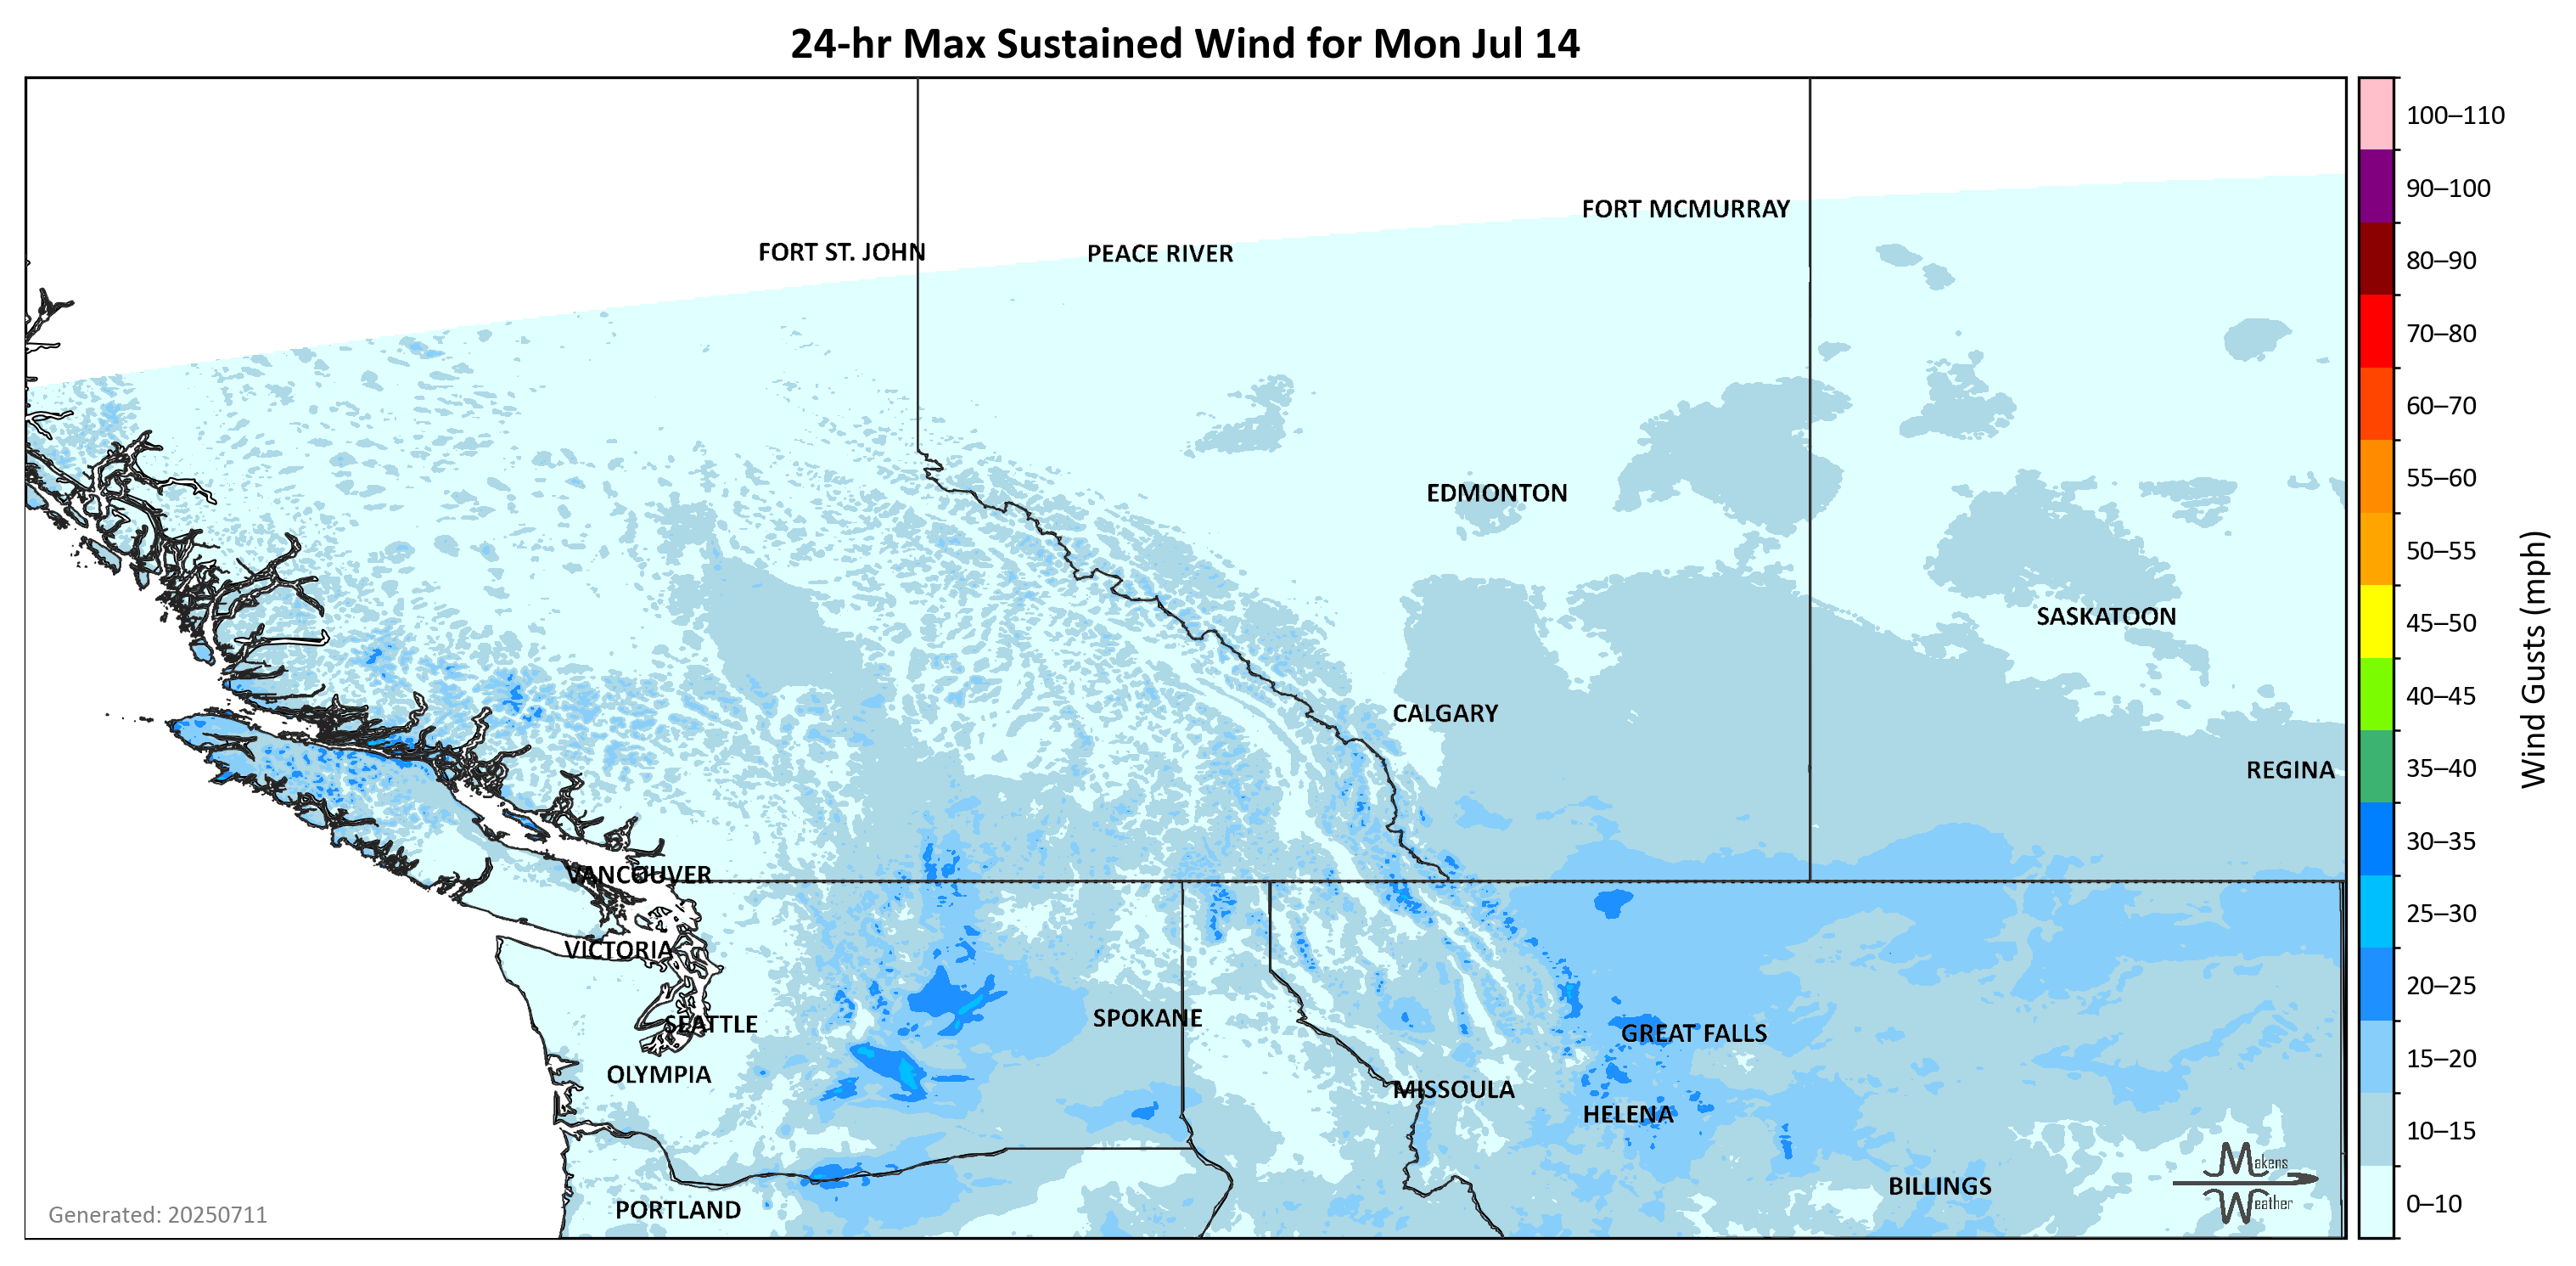 24-hr Max Sustained Wind for Mon Jul 14
FORT MCMURRAY
FORT ST. JOHN
PEACE RIVER
EDMONTON
SASKATOON
CALGARY
REGINA
VANCOUVER
VICTORIA
SEATTLE
SPOKANE
GREAT FALLS
OLYMPIA
MISSOULA
HELENA
BILLINGS
PORTLAND
Makens
Weather
Generated: 20250711
100–110
90–100
80–90
70–80
60–70
55–60
50–55
45–50
40–45
35–40
30–35
25–30
20–25
15–20
10–15
0–10
Wind Gusts (mph)